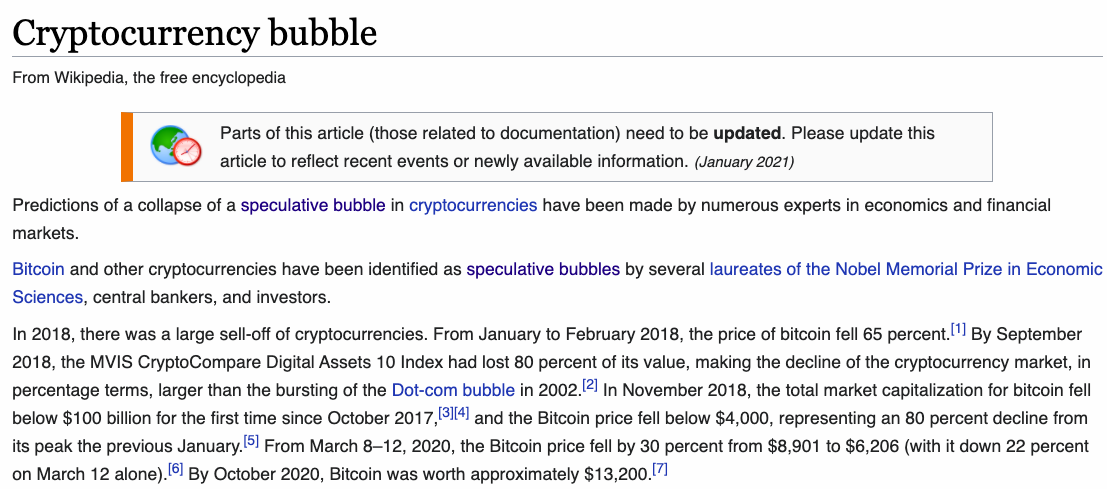 Cryptocurrency bubble
From Wikipedia, the free encyclopedia
Parts of this article (those related to documentation) need to be updated. Please update this
article to reflect recent events or newly available information. (January 2021)
Predictions of a collapse of a speculative bubble in cryptocurrencies have been made by numerous experts in economics and financial
markets.
Bitcoin and other cryptocurrencies have been identified as speculative bubbles by several laureates of the Nobel Memorial Prize in Economic
Sciences, central bankers, and investors.
In 2018, there was a large sell-off of cryptocurrencies. From January to February 2018, the price of bitcoin fell 65 percent.[1] By September
2018, the MVIS CryptoCompare Digital Assets 10 Index had lost 80 percent of its value, making the decline of the cryptocurrency market, in
percentage terms, larger than the bursting of the Dot-com bubble in 2002.[2] In November 2018, the total market capitalization for bitcoin fell
below $100 billion for the first time since October 2017,[3][4] and the Bitcoin price fell below $4,000, representing an 80 percent decline from
its peak the previous January.[5] From March 8–12, 2020, the Bitcoin price fell by 30 percent from $8,901 to $6,206 (with it down 22 percent
on March 12 alone).[6] By October 2020, Bitcoin was worth approximately $13,200.[7]